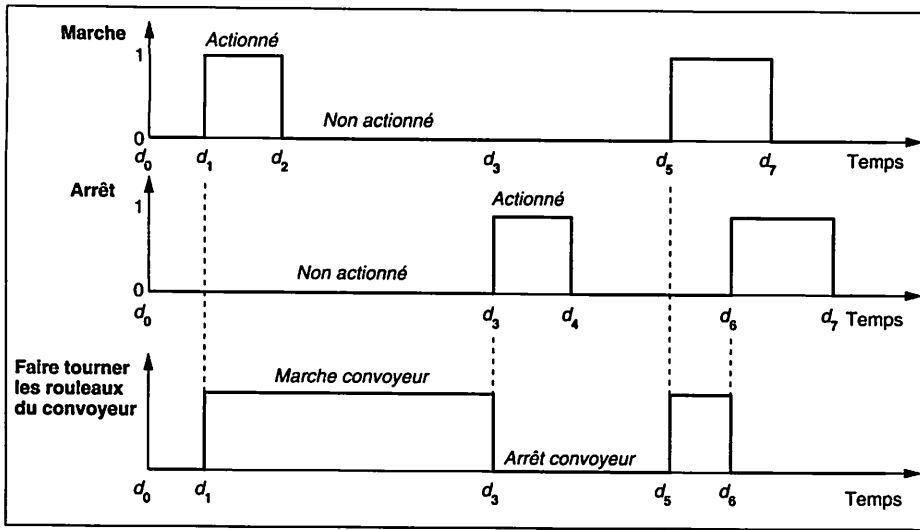 Marche
Actionné
1
Non actionné
0
d0 d1 d2 d3 d5 d7 Temps
Arrêt
Actionné
1
Non actionné
0
d0 d3 d4 d6 d7 Temps
Faire tourner
les rouleaux
du convoyeur
Marche convoyeur
Arrêt convoyeur
d0 d1 d3 d5 d6 Temps